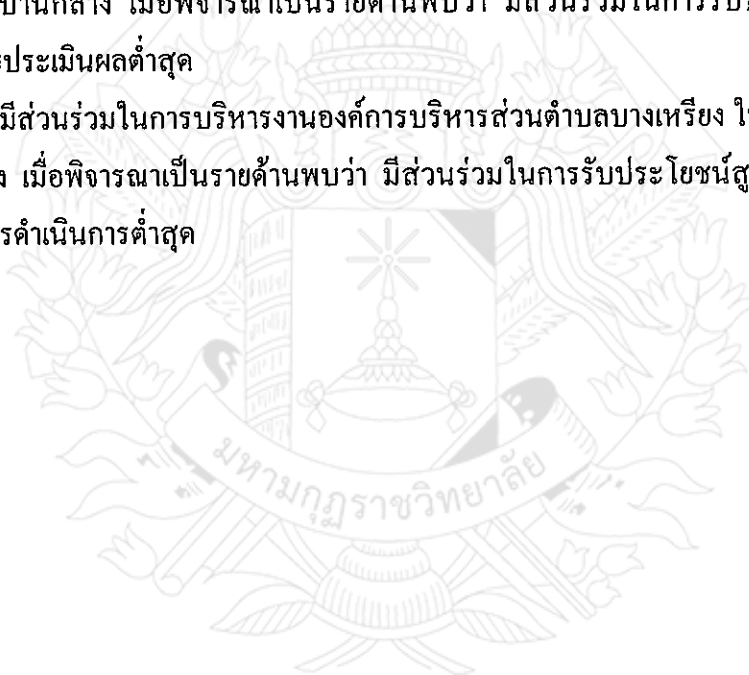 ปานกลาง เมื่อพิจารณาเป็นรายด้านพบว่า มีส่วนร่วมในการรับ
ประเมินผลต่ำสุด
มีส่วนร่วมในการบริหารงานองค์การบริหารส่วนตำบลบางเหรียง ใ
ง เมื่อพิจารณาเป็นรายด้านพบว่า มีส่วนร่วมในการรับประโยชน์สู
รดำเนินการต่ำสุด
มหามกุฏราชวิทยาลัย